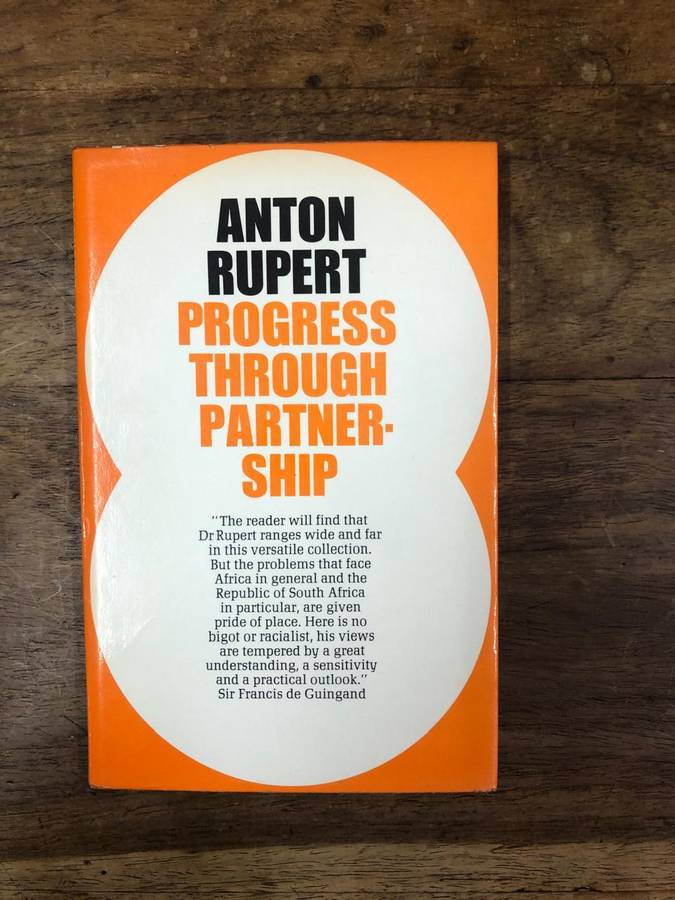 ANTON
RUPERT
PROGRESS
THROUGH
PARTNER-
SHIP
"The reader will find that
Dr Rupert ranges wide and far
in this versatile collection.
But the problems that face
Africa in general and the
Republic of South Africa
in particular, are given
pride of place. Here is no
bigot or racialist, his views
are tempered by a great
understanding, a sensitivity
and a practical outlook."
Sir Francis de Guingand